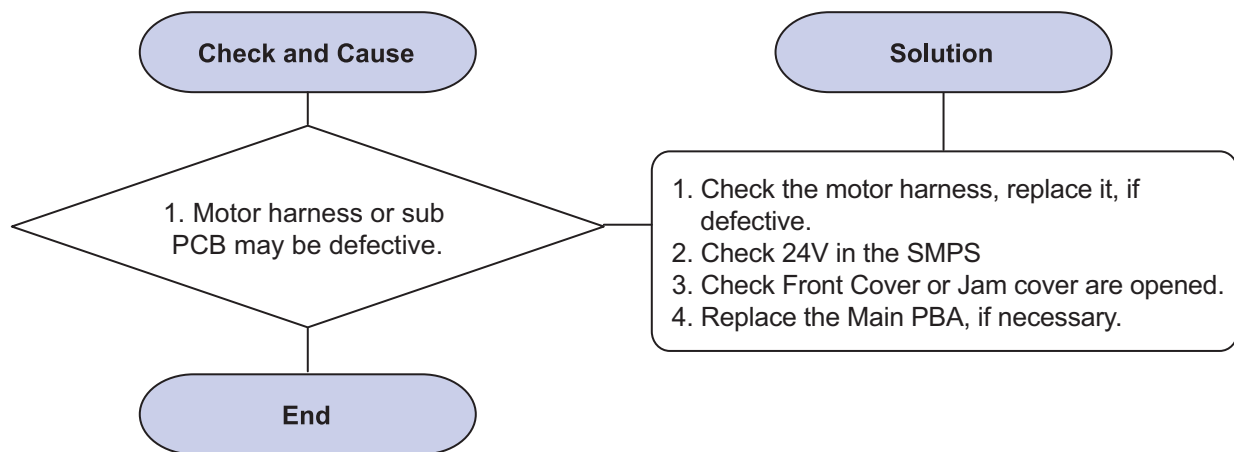 Check and Cause
Solution
1. Motor harness or sub
PCB may be defective.
1. Check the motor harness, replace it, if
defective.
2. Check 24V in the SMPS
3. Check Front Cover or Jam cover are opened.
4. Replace the Main PBA, if necessary.
End